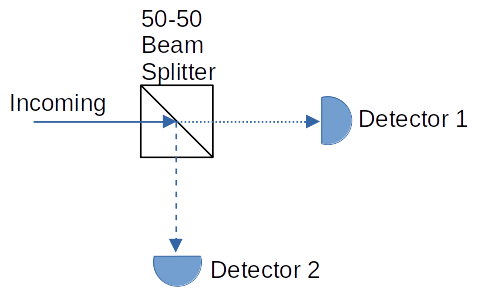 50-50
Beam
Splitter
Incoming
Detector 1
Detector 2